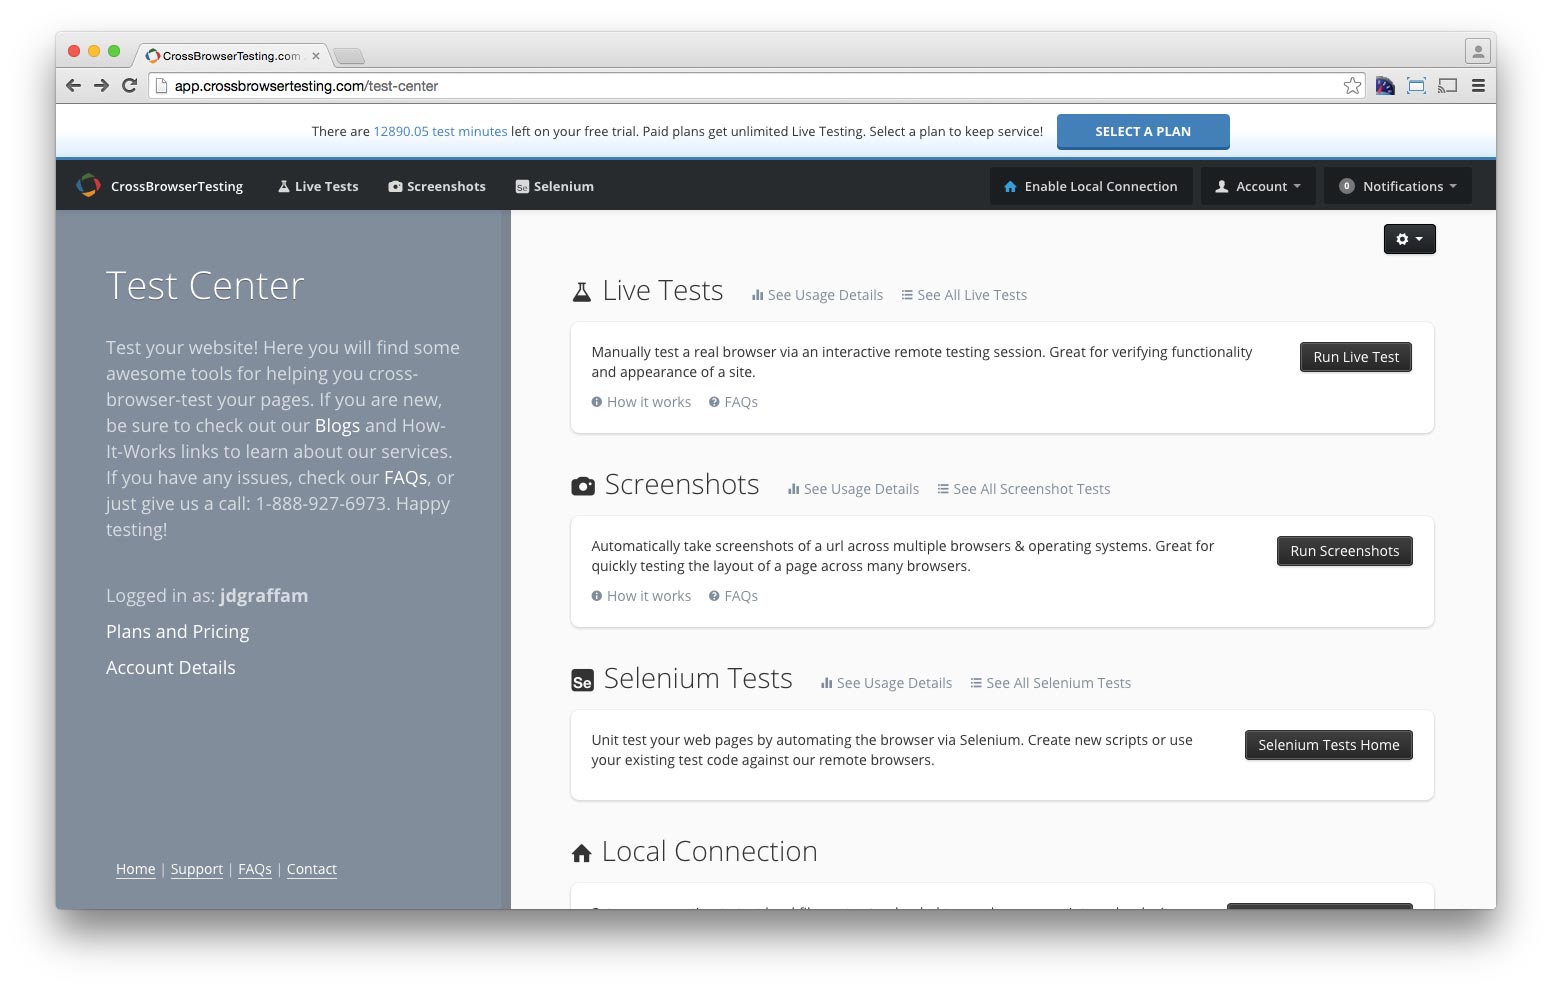 CrossBrowserTesting.com
app.crossbrowsertesting.com/test-center
There are 12890.05 test minutes left on your free trial. Paid plans get unlimited Live Testing. Select a plan to keep service!
SELECT A PLAN
CrossBrowserTesting
Live Tests
Screenshots
Se Selenium
Enable Local Connection
Account
0 Notifications
Test Center
Test your website! Here you will find some
awesome tools for helping you cross-
browser-test your pages. If you are new,
be sure to check out our Blogs and How-
It-Works links to learn about our services.
If you have any issues, check our FAQs, or
just give us a call: 1-888-927-6973. Happy
testing!
Logged in as: jdgraffam
Plans and Pricing
Account Details
Home | Support | FAQs | Contact
Live Tests
See Usage Details
See All Live Tests
Manually test a real browser via an interactive remote testing session. Great for verifying functionality
and appearance of a site.
Run Live Test
How it works
FAQs
Screenshots
See Usage Details
See All Screenshot Tests
Automatically take screenshots of a url across multiple browsers & operating systems. Great for
quickly testing the layout of a page across many browsers.
Run Screenshots
How it works
FAQs
Se Selenium Tests
See Usage Details
See All Selenium Tests
Unit test your web pages by automating the browser via Selenium. Create new scripts or use
your existing test code against our remote browsers.
Selenium Tests Home
Local Connection